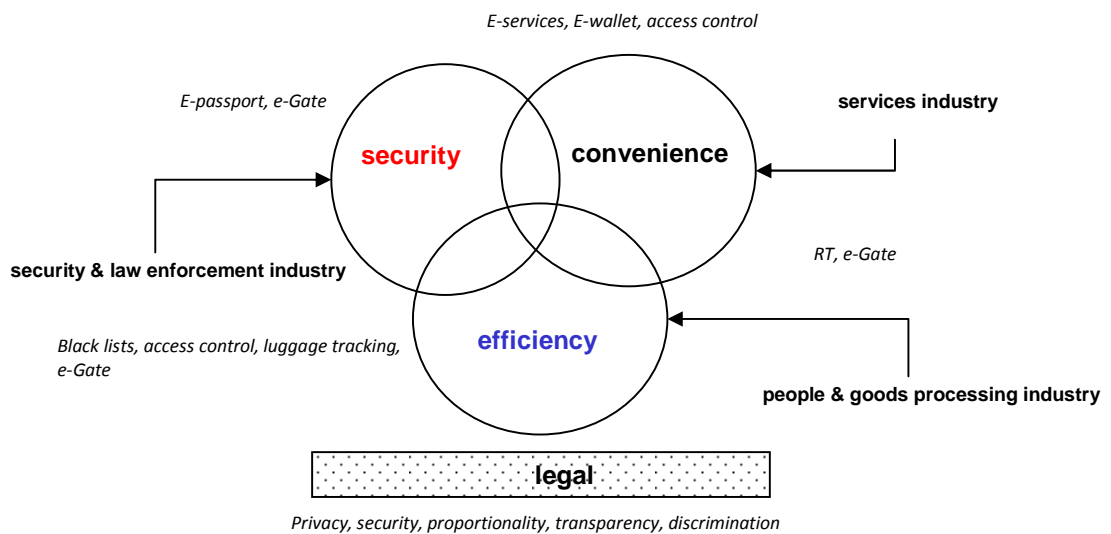 E-services, E-wallet, access control
E-passport, e-Gate
services industry
security
convenience
security & law enforcement industry
RT, e-Gate
efficiency
Black lists, access control, luggage tracking,
e-Gate
people & goods processing industry
legal
Privacy, security, proportionality, transparency, discrimination